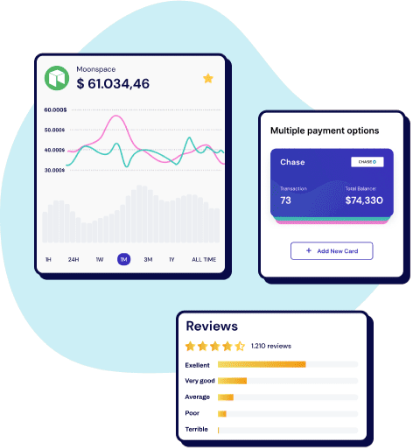 Moonspace
$ 61.034,46
60.000$
50.000$
40.000$
30.000$
1H 24H 1W 1M 3M 1Y ALL TIME
Multiple payment options
Chase
CHASE D
Transaction Total Balance:
73 $74,330
+ Add New Card
Reviews
1.210 reviews
Exellent
Very good
Average
Poor
Terrible